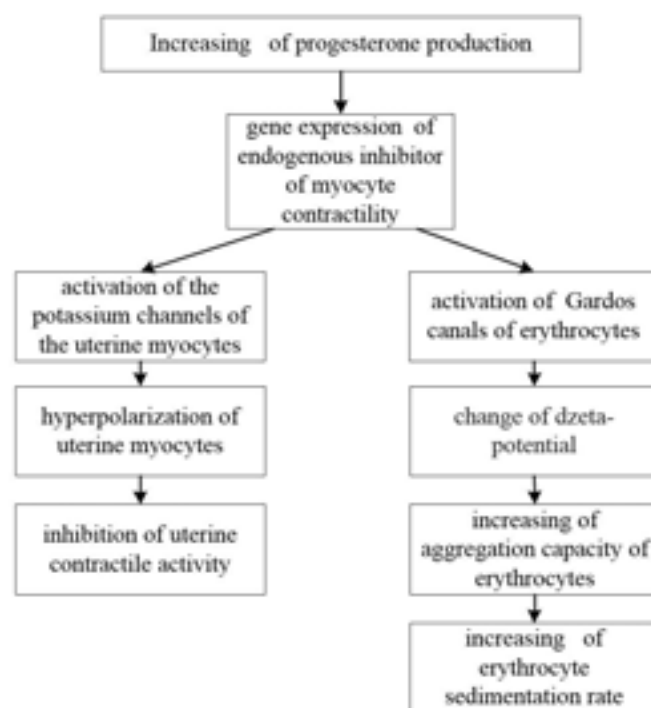 Increasing of progesterone production
gene expression of
endogenous inhibitor
of myocyte
contractility
activation of the
potassium channels of
the uterine myocytes
hyperpolarization of
uterine myocytes
inhibition of uterine
contractile activity
activation of Gardos
canals of erythrocytes
change of dzeta-
potential
increasing of
aggregation capacity of
erythrocytes
increasing of
erythrocyte
sedimentation rate